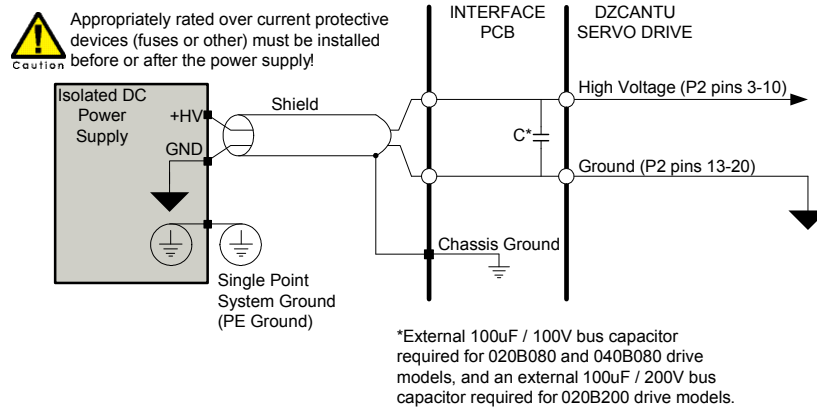 Appropriately rated over current protective
devices (fuses or other) must be installed
before or after the power supply!
Caution
INTERFACE
PCB
DZCANTU
SERVO DRIVE
Isolated DC
Power
Supply
+HV
GND
Shield
High Voltage (P2 pins 3-10)
C*
Ground (P2 pins 13-20)
Chassis Ground
Single Point
System Ground
(PE Ground)
*External 100uF / 100V bus capacitor
required for 020B080 and 040B080 drive
models, and an external 100uF / 200V bus
capacitor required for 020B200 drive models.